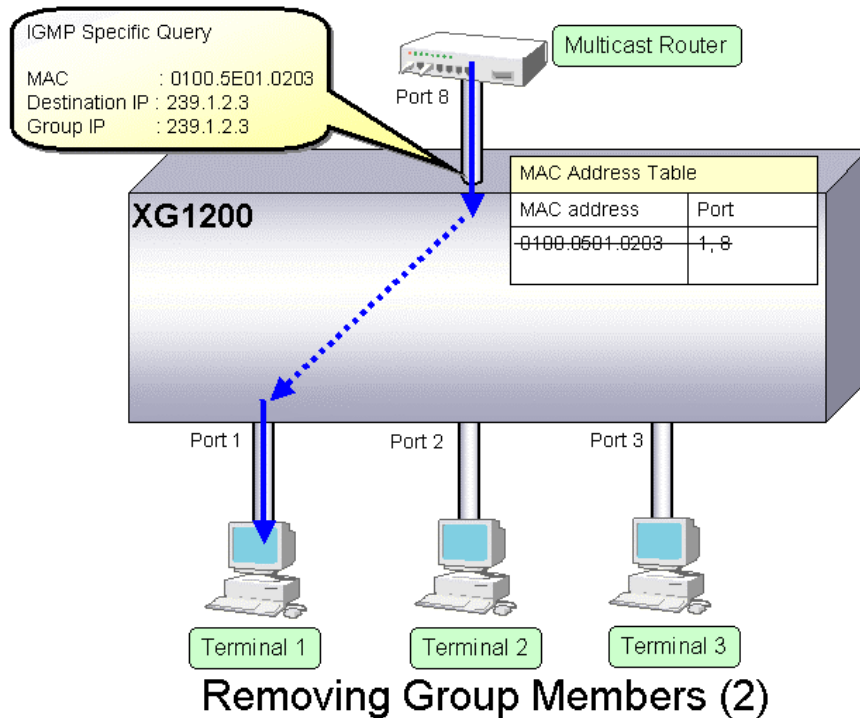 IGMP Specific Query
MAC : 0100.5E01.0203
Destination IP : 239.1.2.3
Group IP : 239.1.2.3
Multicast Router
Port 8
XG1200
MAC Address Table
MAC address Port
0100.0501.0203 1, 8
Port 1 Port 2 Port 3
Terminal 1 Terminal 2 Terminal 3
Removing Group Members (2)